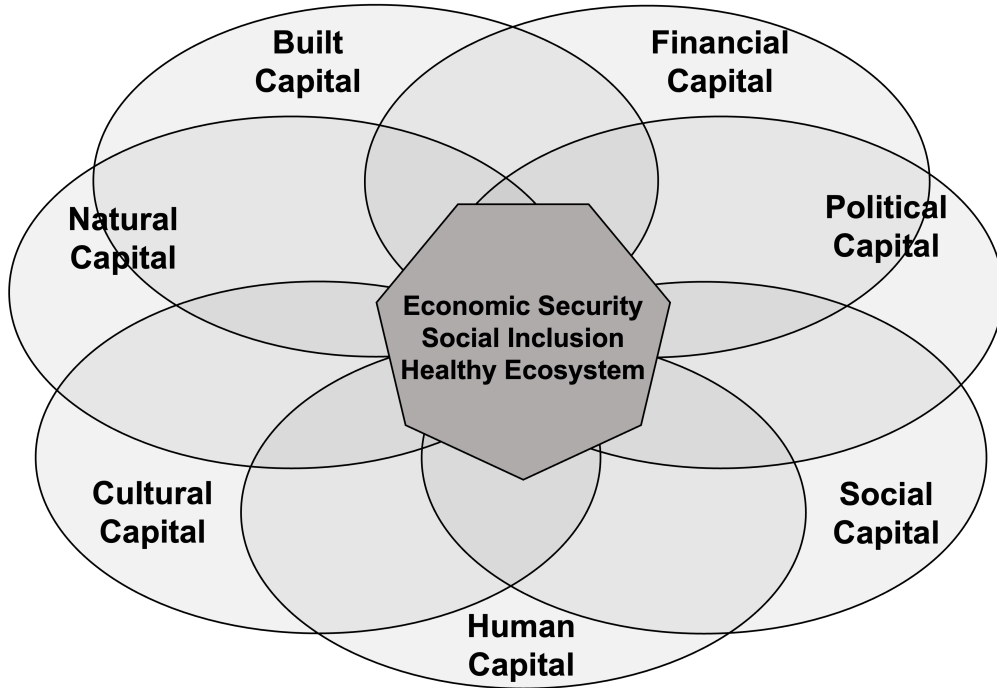 Built
Capital
Financial
Capital
Natural
Capital
Political
Capital
Economic Security
Social Inclusion
Healthy Ecosystem
Cultural
Capital
Social
Capital
Human
Capital